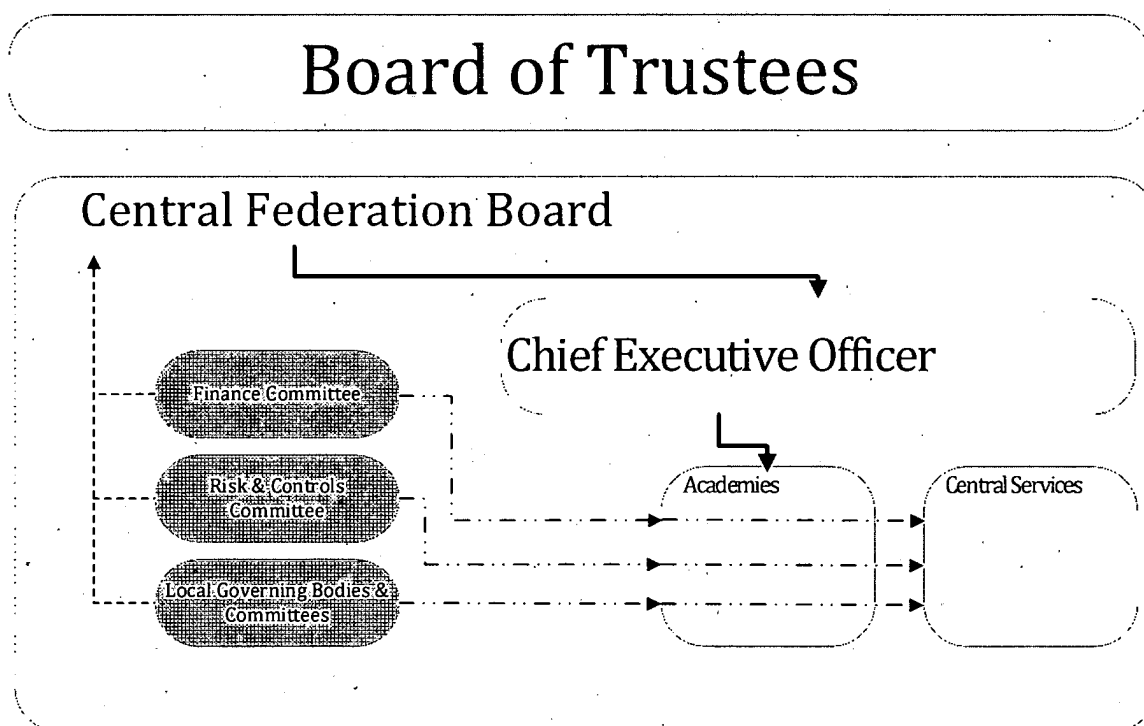 Board of Trustees
Central Federation Board
Chief Executive Officer
Finance Committee
Risk & Controls
Committee
Local Governing Bodies &
Committees
Academies
Central Services